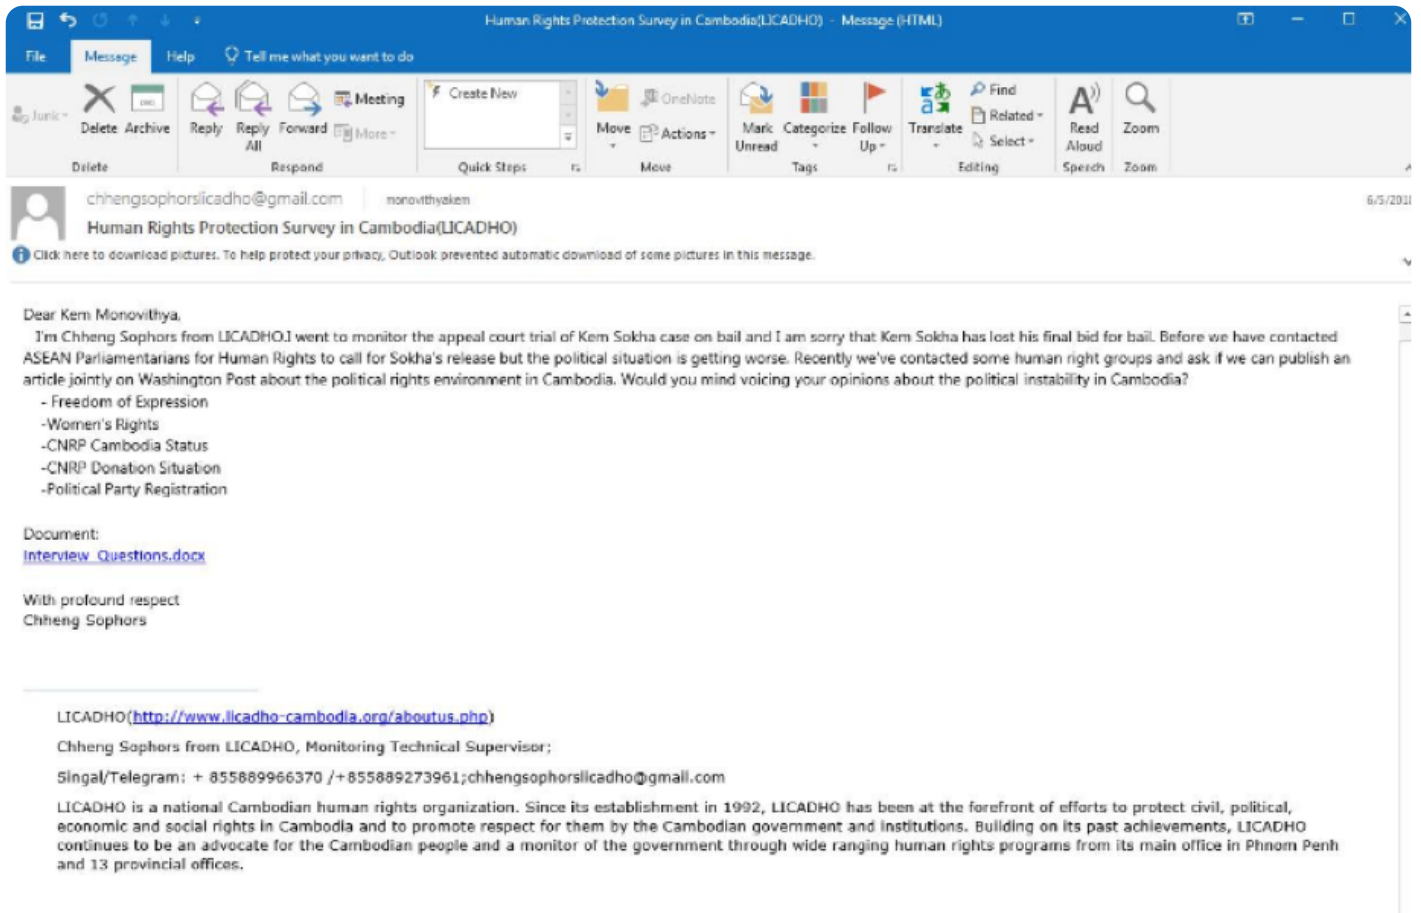 Human Rights Protection Survey in Cambodia(LICADHO) - Message (HTML)
File Message Help Tell me what you want to do
Junk
Delete Archive
Reply Reply All Forward
Meeting
More
Create New
Move
OneNote
Actions
Mark Unread Categorize Follow Up
Translate
Find
Related
Select
Read Aloud
Zoom
Delete Respond Quick Steps Move Tags Editing Speech Zoom
chhengsophorslicadho@gmail.com monovithyakem
Human Rights Protection Survey in Cambodia(LICADHO)
Click here to download pictures. To help protect your privacy, Outlook prevented automatic download of some pictures in this message.
Dear Kem Monovithya,
I'm Chheng Sophors from LICADHO.I went to monitor the appeal court trial of Kem Sokha case on bail and I am sorry that Kem Sokha has lost his final bid for bail. Before we have contacted
ASEAN Parliamentarians for Human Rights to call for Sokha's release but the political situation is getting worse. Recently we've contacted some human right groups and ask if we can publish an
article jointly on Washington Post about the political rights environment in Cambodia. Would you mind voicing your opinions about the political instability in Cambodia?
- Freedom of Expression
-Women's Rights
-CNRP Cambodia Status
-CNRP Donation Situation
-Political Party Registration
Document:
Interview_Questions.docx
With profound respect
Chheng Sophors
LICADHO(http://www.licadho-cambodia.org/aboutus.php)
Chheng Sophors from LICADHO, Monitoring Technical Supervisor;
Singal/Telegram: + 855889966370 /+855889273961;chhengsophorslicadho@gmail.com
LICADHO is a national Cambodian human rights organization. Since its establishment in 1992, LICADHO has been at the forefront of efforts to protect civil, political,
economic and social rights in Cambodia and to promote respect for them by the Cambodian government and institutions. Building on its past achievements, LICADHO
continues to be an advocate for the Cambodian people and a monitor of the government through wide ranging human rights programs from its main office in Phnom Penh
and 13 provincial offices.